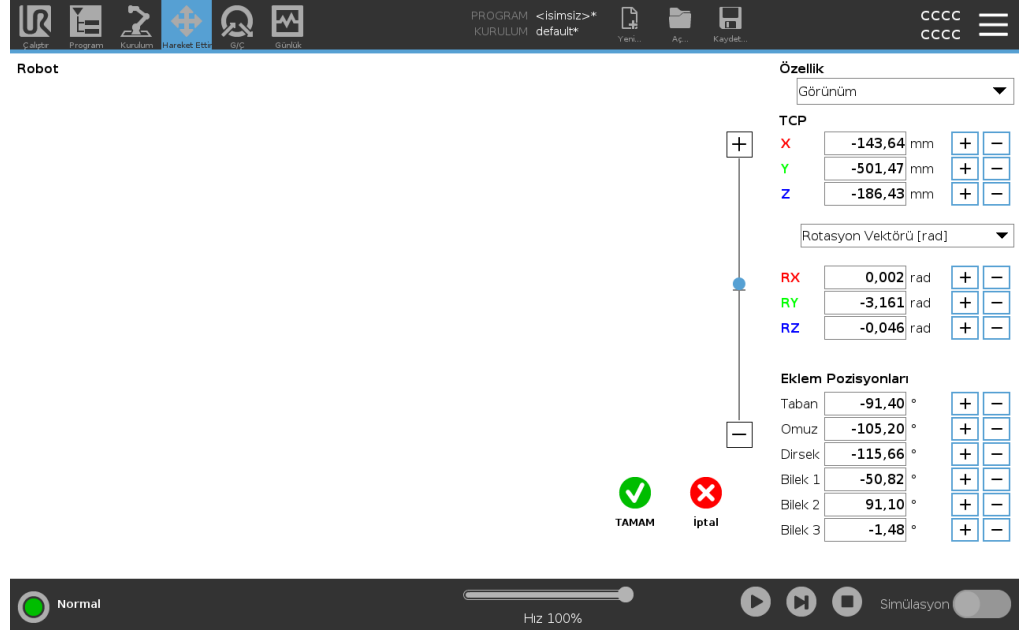 UR
PROGRAM <isimsiz>*
KURULUM default*
CCCC
CCCC
Çalıştır Program Kurulum Hareket Ettir G/Ç Günlük Yeni... Aç... Kaydet...
Robot
Özellik
Görünüm
TCP
X -143,64 mm + −
Y -501,47 mm + −
Z -186,43 mm + −
Rotasyon Vektörü [rad]
RX 0,002 rad + −
RY -3,161 rad + −
RZ -0,046 rad + −
Eklem Pozisyonları
Taban -91,40 ° + −
Omuz -105,20 ° + −
Dirsek -115,66 ° + −
Bilek 1 -50,82 ° + −
Bilek 2 91,10 ° + −
Bilek 3 -1,48 ° + −
TAMAM İptal
Normal
Hız 100%
Simülasyon